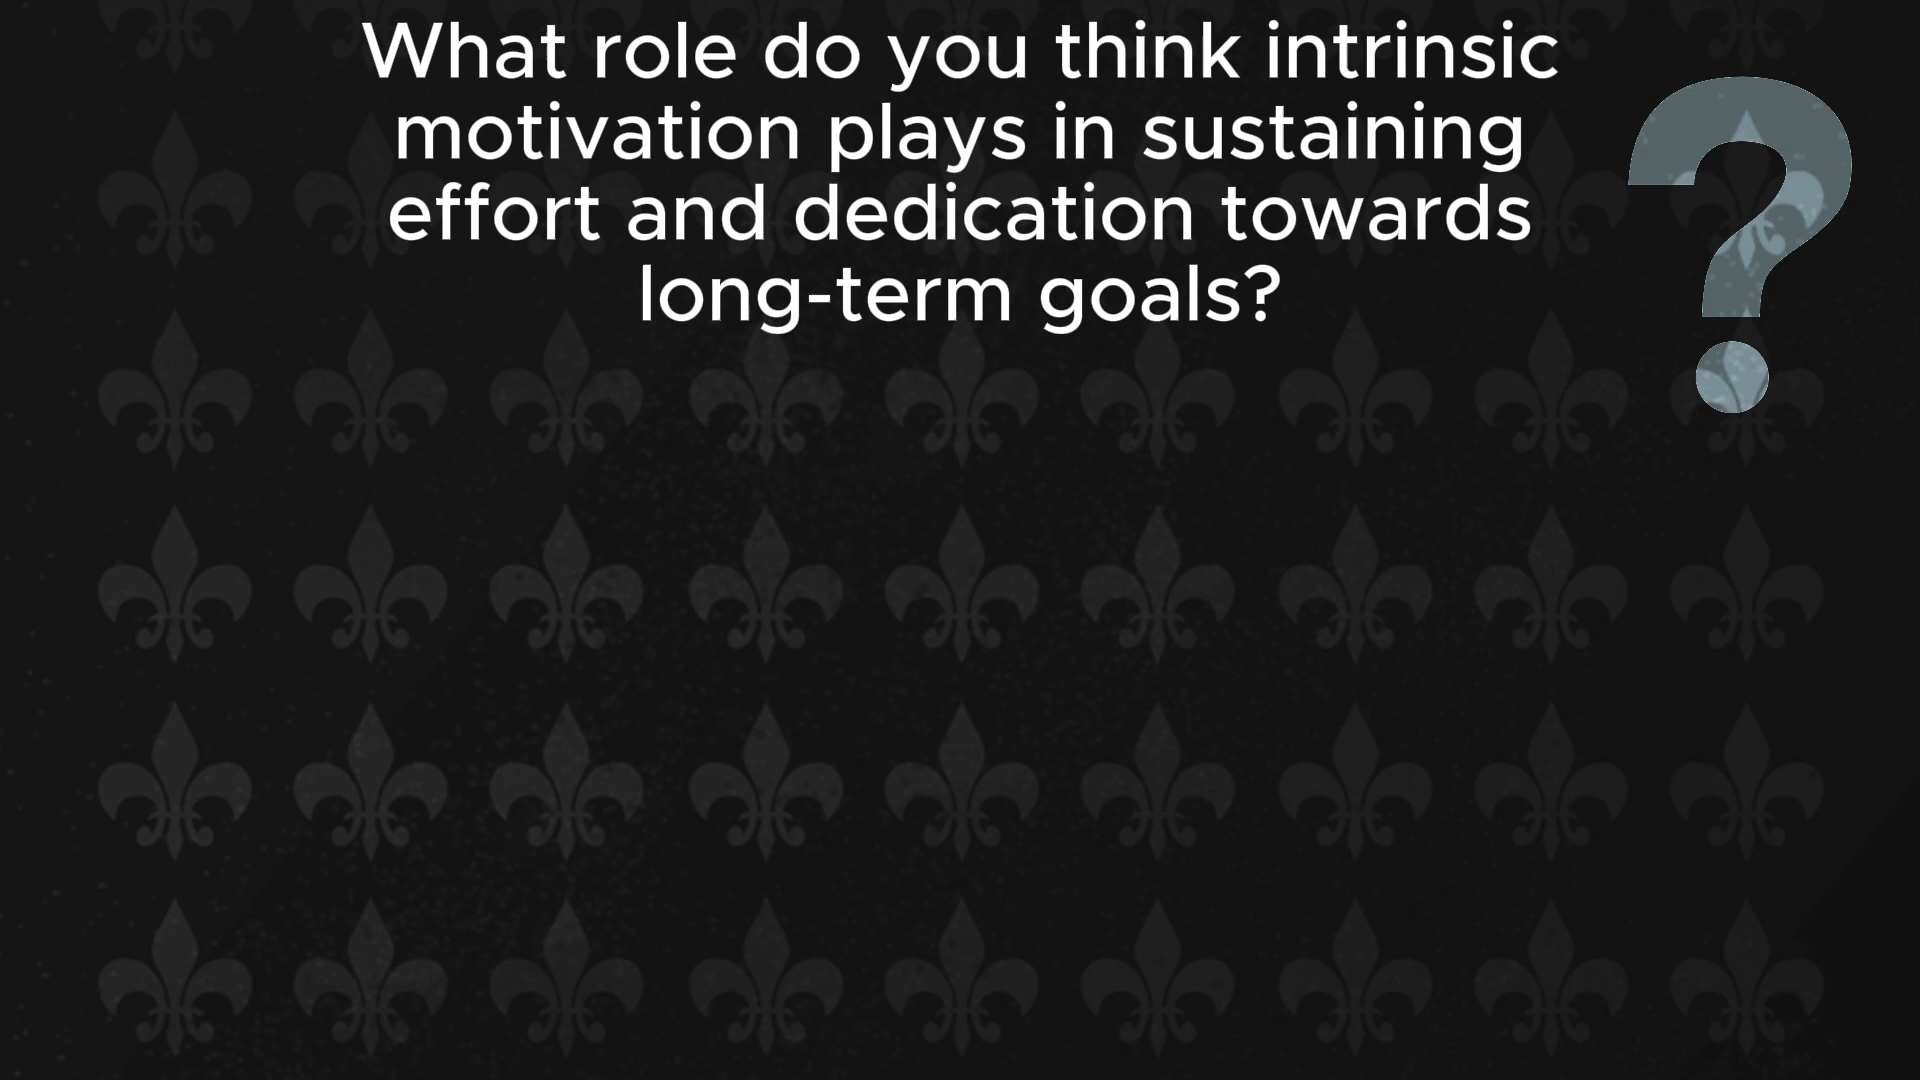 What role do you think intrinsic
motivation plays in sustaining
effort and dedication towards
long-term goals?
?